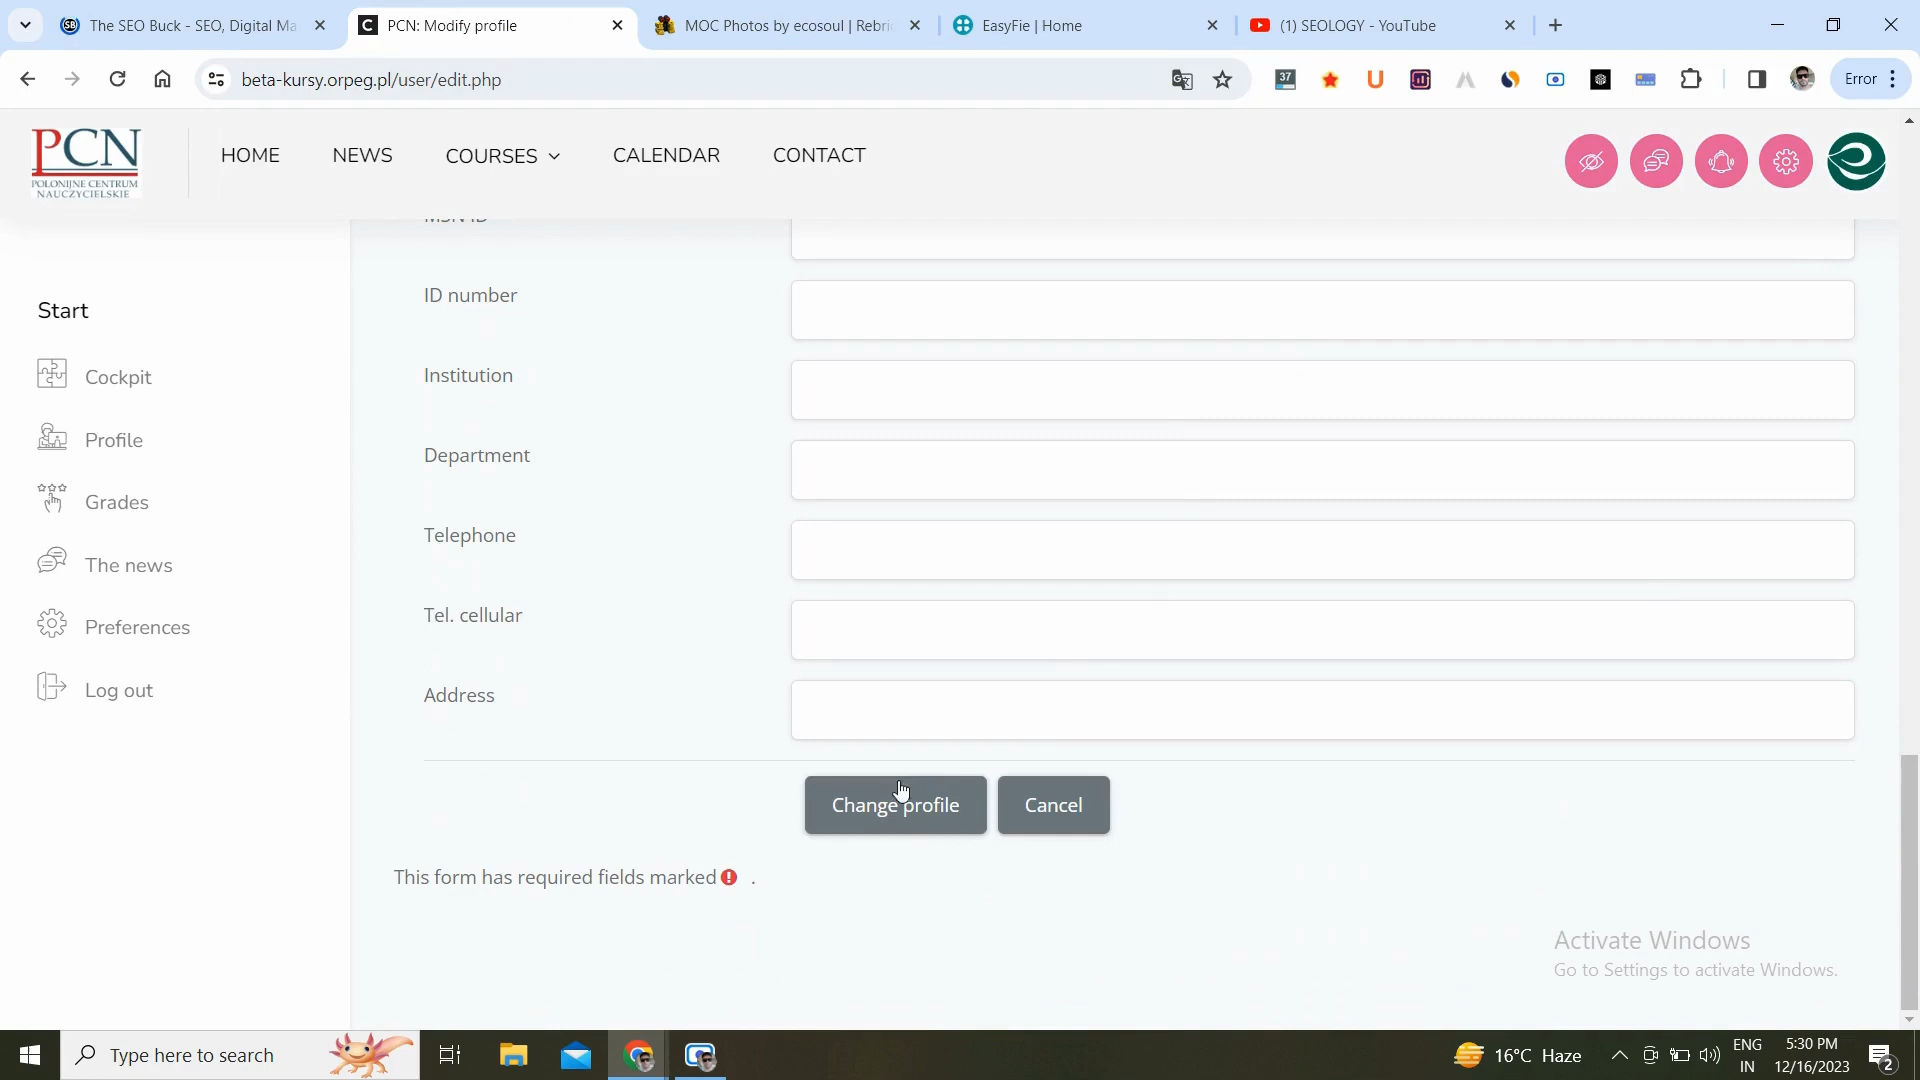 The SEO Buck - SEO, Digital Ma
PCN: Modify profile
MOC Photos by ecosoul | Rebri
EasyFie | Home
(1) SEOLOGY - YouTube
beta-kursy.orpeg.pl/user/edit.php
37
Error
PCN
POLONIJNE CENTRUM
NAUCZYCIELSKIE
HOME
NEWS
COURSES
CALENDAR
CONTACT
MSN ID
Start
Cockpit
Profile
Grades
The news
Preferences
Log out
ID number
Institution
Department
Telephone
Tel. cellular
Address
Change profile
Cancel
This form has required fields marked .
Activate Windows
Go to Settings to activate Windows.
Type here to search
16°C Haze
ENG
IN
5:30 PM
12/16/2023
2